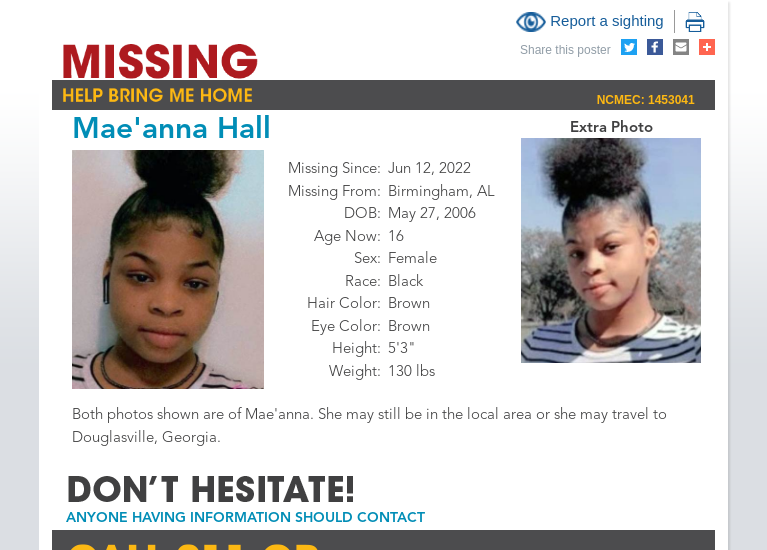 Report a sighting
Share this poster
MISSING
HELP BRING ME HOME
NCMEC: 1453041
Mae'anna Hall
Extra Photo
Missing Since: Jun 12, 2022
Missing From: Birmingham, AL
DOB: May 27, 2006
Age Now: 16
Sex: Female
Race: Black
Hair Color: Brown
Eye Color: Brown
Height: 5'3"
Weight: 130 lbs
Both photos shown are of Mae'anna. She may still be in the local area or she may travel to
Douglasville, Georgia.
DON'T HESITATE!
ANYONE HAVING INFORMATION SHOULD CONTACT